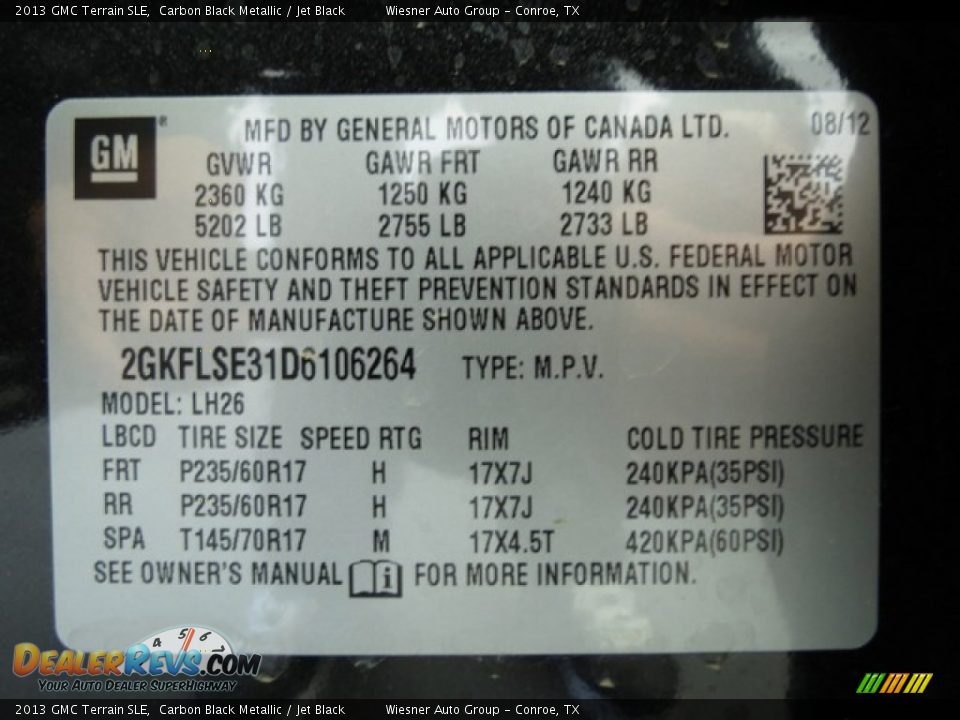 2013 GMC Terrain SLE,  Carbon Black Metallic / Jet Black        Wiesner Auto Group - Conroe, TX
GM®
MFD BY GENERAL MOTORS OF CANADA LTD. 08/12
GVWR GAWR FRT GAWR RR
2360 KG 1250 KG 1240 KG
5202 LB 2755 LB 2733 LB
THIS VEHICLE CONFORMS TO ALL APPLICABLE U.S. FEDERAL MOTOR
VEHICLE SAFETY AND THEFT PREVENTION STANDARDS IN EFFECT ON
THE DATE OF MANUFACTURE SHOWN ABOVE.
2GKFLSE31D6106264 TYPE: M.P.V.
MODEL: LH26
LBCD TIRE SIZE SPEED RTG RIM COLD TIRE PRESSURE
FRT P235/60R17 H 17X7J 240KPA(35PSI)
RR P235/60R17 H 17X7J 240KPA(35PSI)
SPA T145/70R17 M 17X4.5T 420KPA(60PSI)
SEE OWNER'S MANUAL i FOR MORE INFORMATION.
4 5 6 7
DEALERREVS.COM
YOUR AUTO DEALER SUPERHIGHWAY
2013 GMC Terrain SLE,  Carbon Black Metallic / Jet Black        Wiesner Auto Group - Conroe, TX